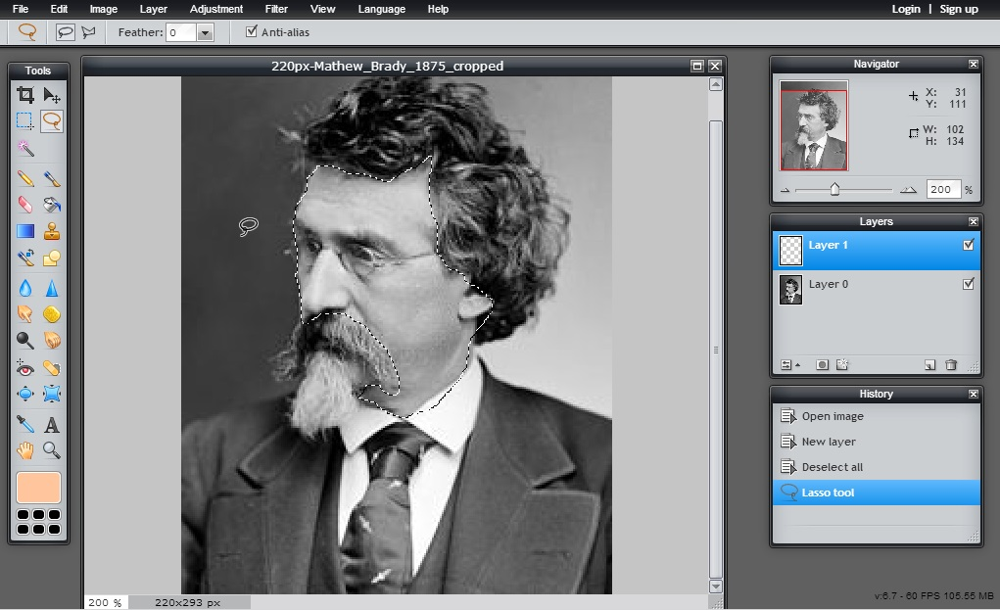 File Edit Image Layer Adjustment Filter View Language Help Login | Sign up
Feather: 0 Anti-alias
Tools
220px-Mathew_Brady_1875_cropped
Navigator
X: 31
Y: 111
W: 102
H: 134
200 %
Layers
Layer 1
Layer 0
History
Open image
New layer
Deselect all
Lasso tool
200 % 220x293 px
v:6.7 - 60 FPS 105.55 MB